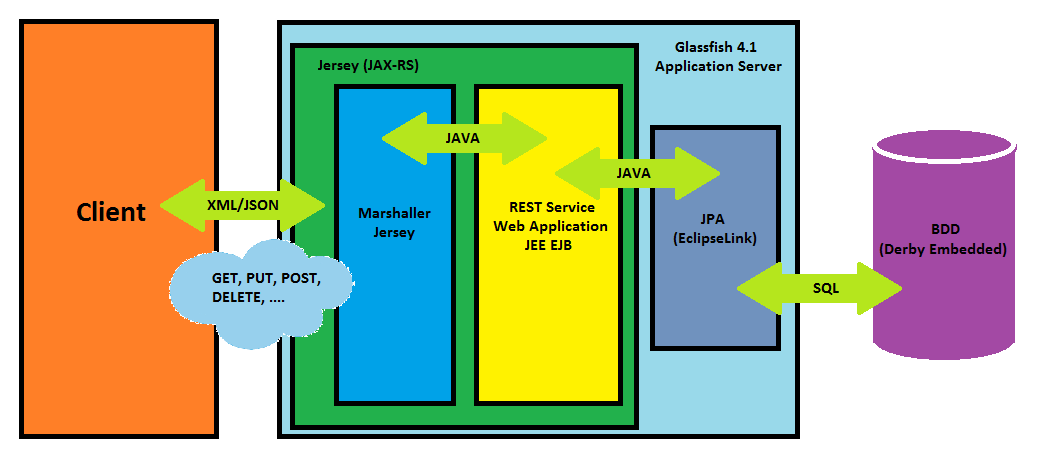 Glassfish 4.1
Application Server
Jersey (JAX-RS)
JAVA
JAVA
Client
XML/JSON
Marshaller
Jersey
REST Service
Web Application
JEE EJB
JPA
(EclipseLink)
BDD
(Derby Embedded)
GET, PUT, POST,
DELETE, ....
SQL